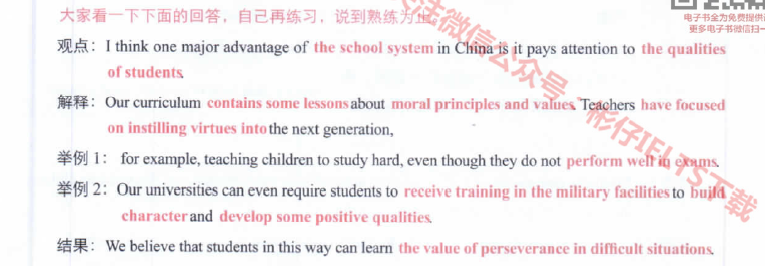 电子书全为免费提供
更多电子书微信扫一
大家看一下下面的回答，自己再练习，说到熟练为止。
观点：I think one major advantage of the school system in China is it pays attention to the qualities
of students.
解释：Our curriculum contains some lessons about moral principles and values. Teachers have focused
on instilling virtues into the next generation,
举例 1：for example, teaching children to study hard, even though they do not perform well in exams.
举例 2：Our universities can even require students to receive training in the military facilities to build
character and develop some positive qualities.
结果：We believe that students in this way can learn the value of perseverance in difficult situations.
关注微信公众号：彬仔IELTS下载